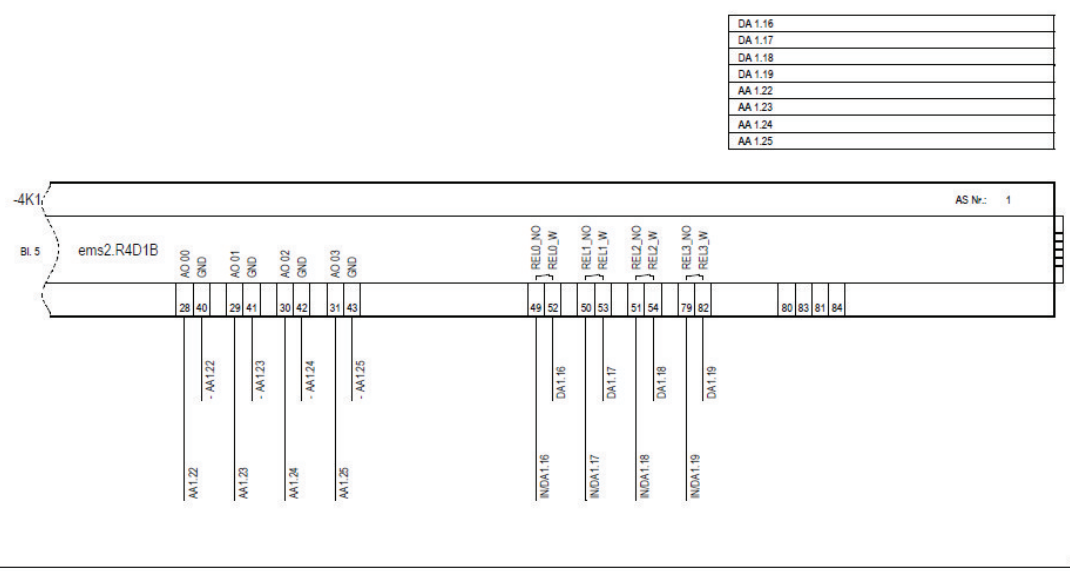 DA 1.16
DA 1.17
DA 1.18
DA 1.19
AA 1.22
AA 1.23
AA 1.24
AA 1.25
-4K1
AS Nr.: 1
Bl. 5
ems2.R4D1B
AO 00
GND
AO 01
GND
AO 02
GND
AO 03
GND
REL0_NO
REL0_W
REL1_NO
REL1_W
REL2_NO
REL2_W
REL3_NO
REL3_W
28 40 29 41 30 42 31 43 49 52 50 53 51 54 79 82 80 83 81 84
- AA1.22
- AA1.23
- AA1.24
- AA1.25
DA1.16
DA1.17
DA1.18
DA1.19
AA1.22
AA1.23
AA1.24
AA1.25
IN/DA1.16
IN/DA1.17
IN/DA1.18
IN/DA1.19